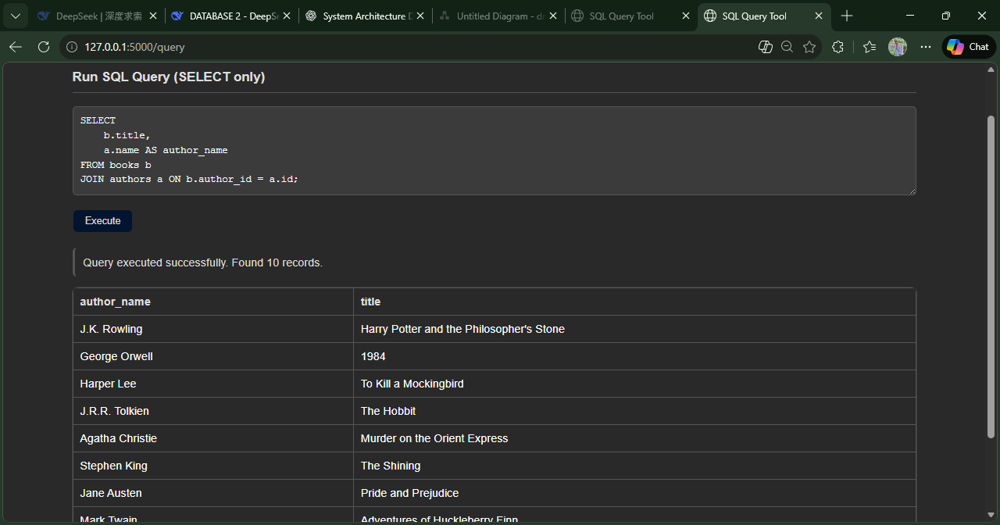 DeepSeek | 深度求索
DATABASE 2 - DeepSe
System Architecture D
Untitled Diagram - dr
SQL Query Tool
SQL Query Tool
127.0.0.1:5000/query
Chat
Run SQL Query (SELECT only)
SELECT
    b.title,
    a.name AS author_name
FROM books b
JOIN authors a ON b.author_id = a.id;
Execute
Query executed successfully. Found 10 records.
author_name title
J.K. Rowling Harry Potter and the Philosopher's Stone
George Orwell 1984
Harper Lee To Kill a Mockingbird
J.R.R. Tolkien The Hobbit
Agatha Christie Murder on the Orient Express
Stephen King The Shining
Jane Austen Pride and Prejudice
Mark Twain Adventures of Huckleberry Finn